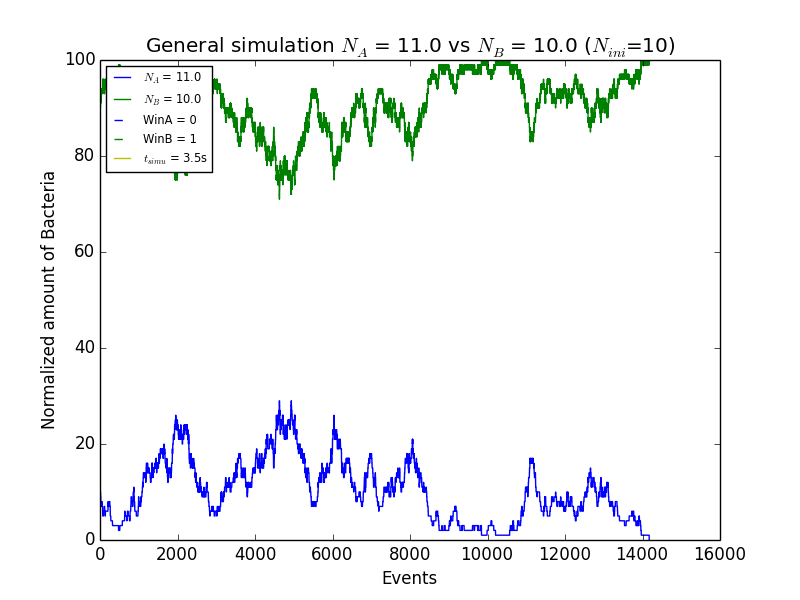 General simulation N_A = 11.0 vs N_B = 10.0 (N_ini=10)
Normalized amount of Bacteria
100
80
60
40
20
0
N_A = 11.0
N_B = 10.0
WinA = 0
WinB = 1
t_simu = 3.5s
0 2000 4000 6000 8000 10000 12000 14000 16000
Events